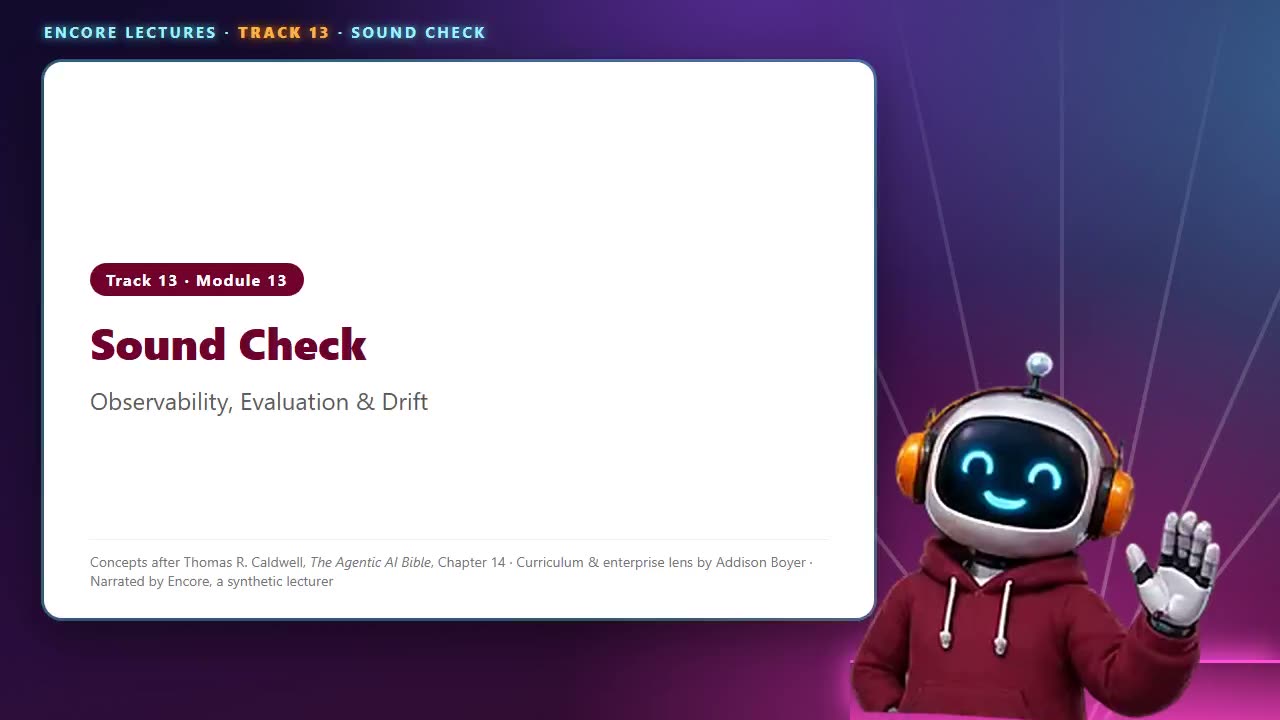 ENCORE LECTURES · TRACK 13 · SOUND CHECK
Track 13 · Module 13
Sound Check
Observability, Evaluation & Drift
Concepts after Thomas R. Caldwell, The Agentic AI Bible, Chapter 14 · Curriculum & enterprise lens by Addison Boyer ·
Narrated by Encore, a synthetic lecturer